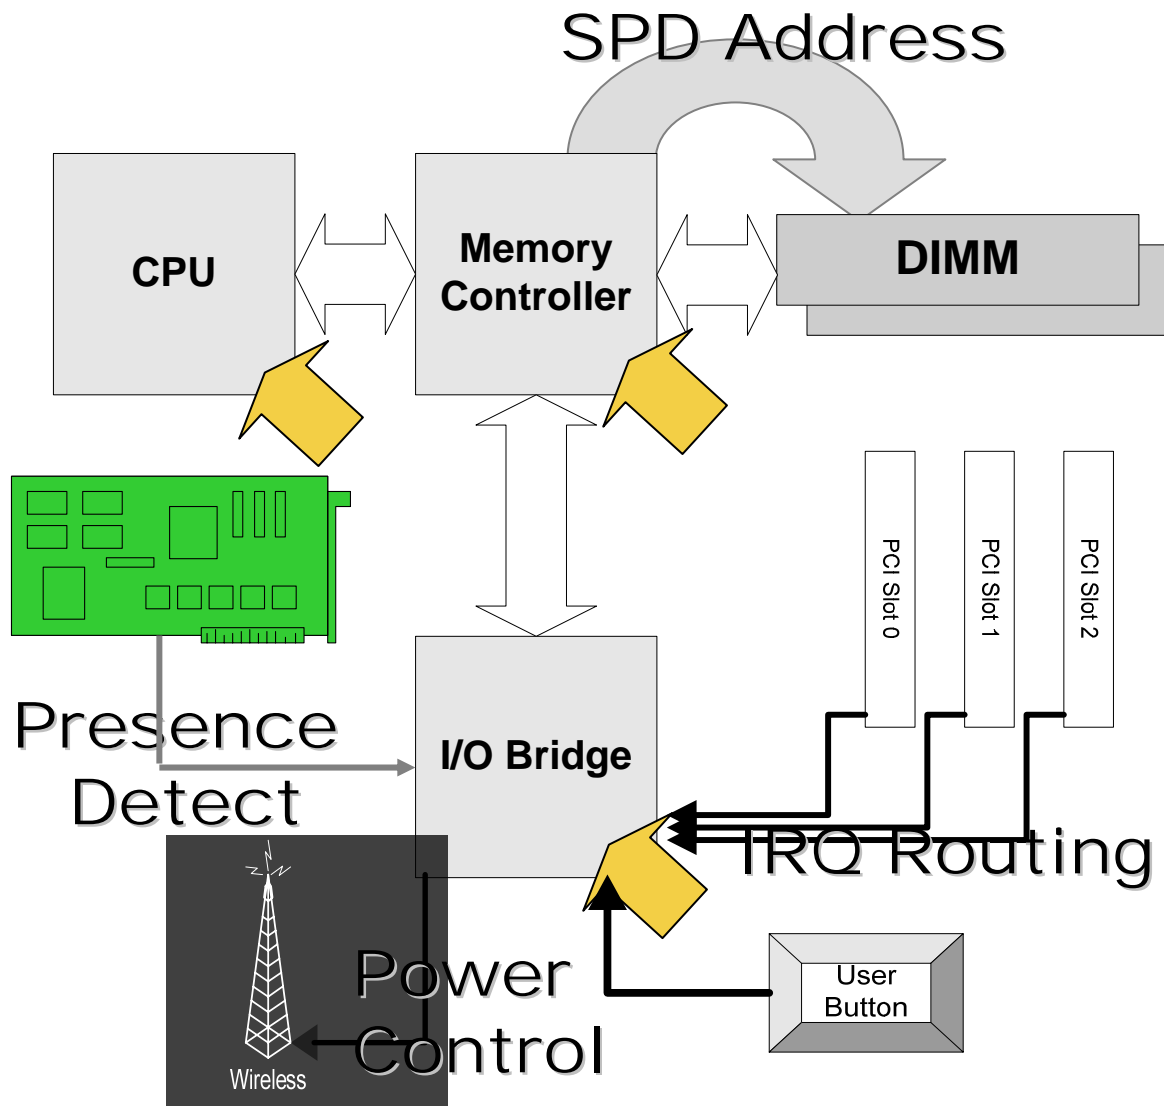 SPD Address
CPU
Memory
Controller
DIMM
PCI Slot 0
PCI Slot 1
PCI Slot 2
Presence
Detect
I/O Bridge
IRQ Routing
Power
Control
Wireless
User
Button